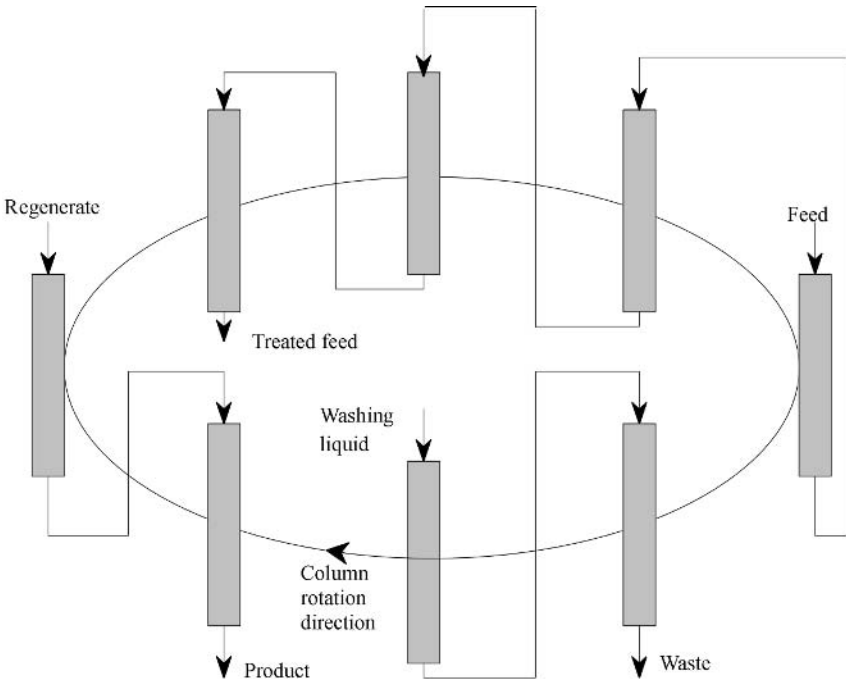 Regenerate
Feed
Treated feed
Washing
liquid
Column
rotation
direction
Product
Waste